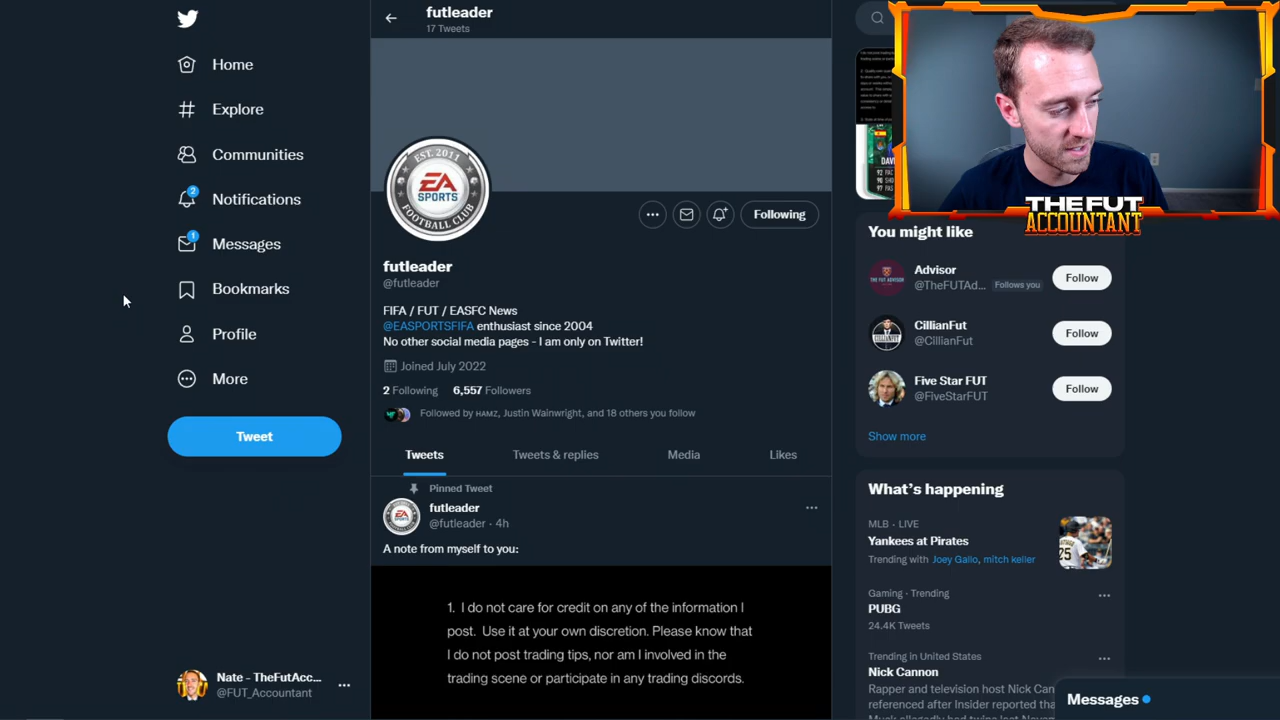 futleader
17 Tweets
Home
Explore
Communities
2
Notifications
1
Messages
Bookmarks
Profile
More
Tweet
Nate - TheFutAcc...
@FUT_Accountant
EST. 2011
EA
SPORTS
FOOTBALL CLUB
Following
futleader
@futleader
FIFA / FUT / EASFC News
@EASPORTSFIFA enthusiast since 2004
No other social media pages - I am only on Twitter!
Joined July 2022
2 Following 6,557 Followers
Followed by HAMZ, Justin Wainwright, and 18 others you follow
Tweets Tweets & replies Media Likes
Pinned Tweet
futleader
@futleader · 4h
A note from myself to you:
1. I do not care for credit on any of the information I
post. Use it at your own discretion. Please know that
I do not post trading tips, nor am I involved in the
trading scene or participate in any trading discords.
THE FUT
ACCOUNTANT
You might like
Advisor
@TheFUTAd... Follows you
Follow
CillianFut
@CillianFut
Follow
Five Star FUT
@FiveStarFUT
Follow
Show more
What's happening
MLB · LIVE
Yankees at Pirates
Trending with Joey Gallo, mitch keller
Gaming · Trending
PUBG
24.4K Tweets
Trending in United States
Nick Cannon
Rapper and television host Nick Can
referenced after Insider reported tha
Messages